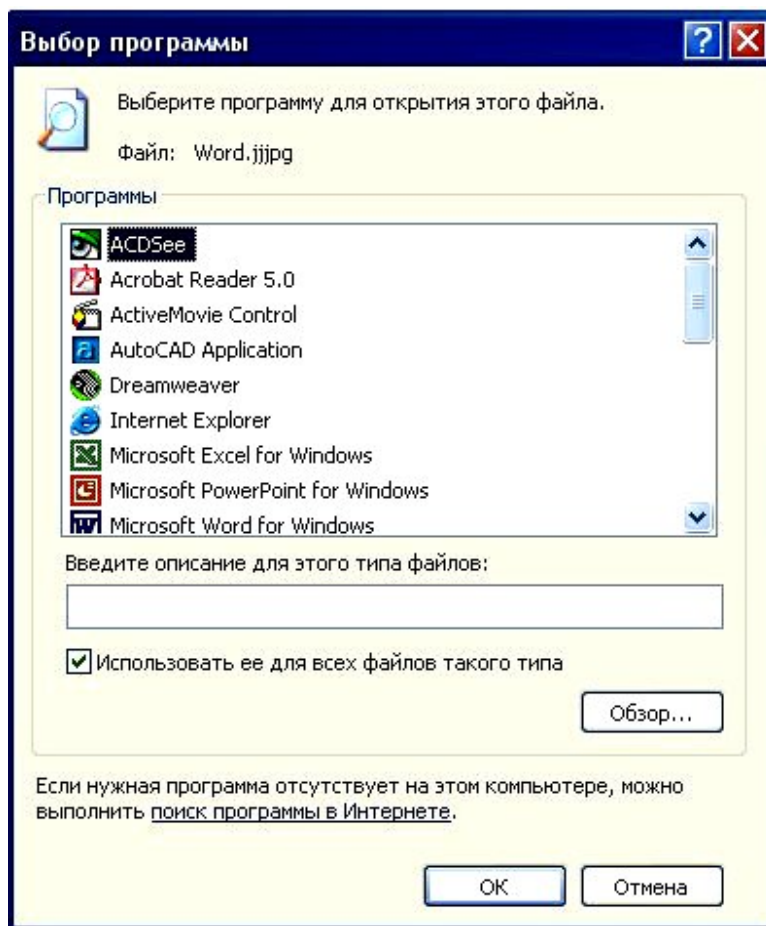 Выбор программы
Выберите программу для открытия этого файла.
Файл: Word.jjjpg
Программы
ACDSee
Acrobat Reader 5.0
ActiveMovie Control
AutoCAD Application
Dreamweaver
Internet Explorer
Microsoft Excel for Windows
Microsoft PowerPoint for Windows
Microsoft Word for Windows
Введите описание для этого типа файлов:
Использовать ее для всех файлов такого типа
Обзор...
Если нужная программа отсутствует на этом компьютере, можно
выполнить поиск программы в Интернете.
ОК
Отмена